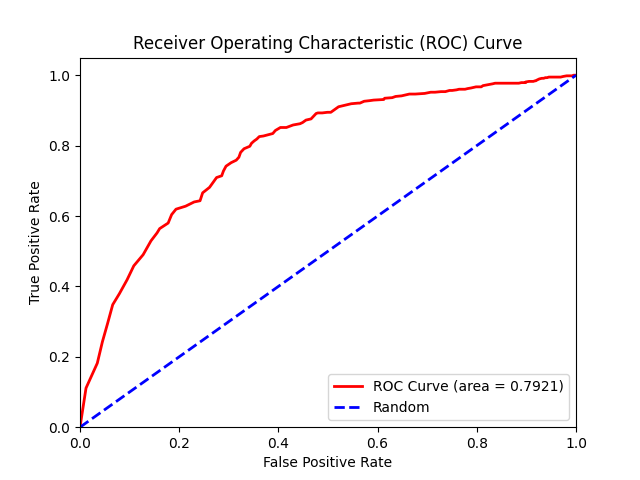 Receiver Operating Characteristic (ROC) Curve
1.0
0.8
0.6
0.4
0.2
0.0
True Positive Rate
ROC Curve (area = 0.7921)
Random
0.0 0.2 0.4 0.6 0.8 1.0
False Positive Rate